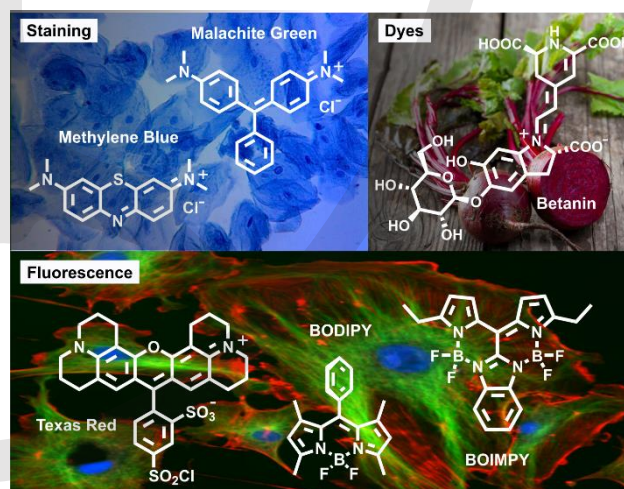 Staining
Malachite Green
N
N
+
Cl⁻
Methylene Blue
N
S
N
+
N
Cl⁻
Dyes
H
N
HOOC
COOH
N
+
COO⁻
HO
OH
O
HO
O
HO
OH
Betanin
Fluorescence
N
O
N
+
SO₃⁻
Texas Red
SO₂Cl
BODIPY
N
N
B
F
F
N
N
F
B
B
F
F
N
N
F
BOIMPY